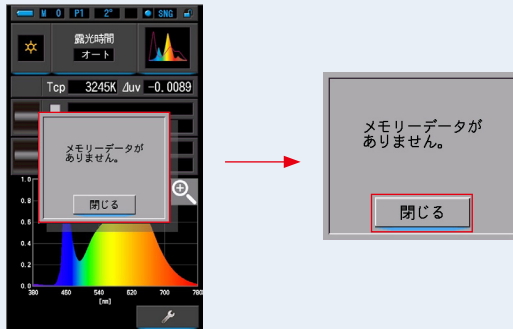 M 0 P1 2° SNG
露光時間
オート
Tcp 3245K ⊿uv -0.0089
メモリーデータが
ありません。
閉じる
1.0
0.8
0.6
0.4
0.2
0.0
380 450 540 620 700 780
[nm]
メモリーデータが
ありません。
閉じる